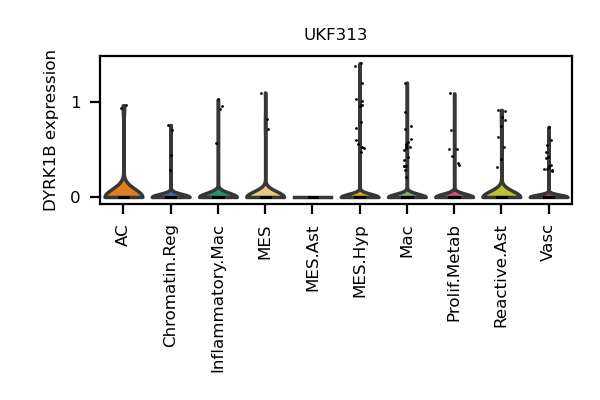 UKF313
DYRK1B expression
1
0
AC
Chromatin.Reg
Inflammatory.Mac
MES
MES.Ast
MES.Hyp
Mac
Prolif.Metab
Reactive.Ast
Vasc